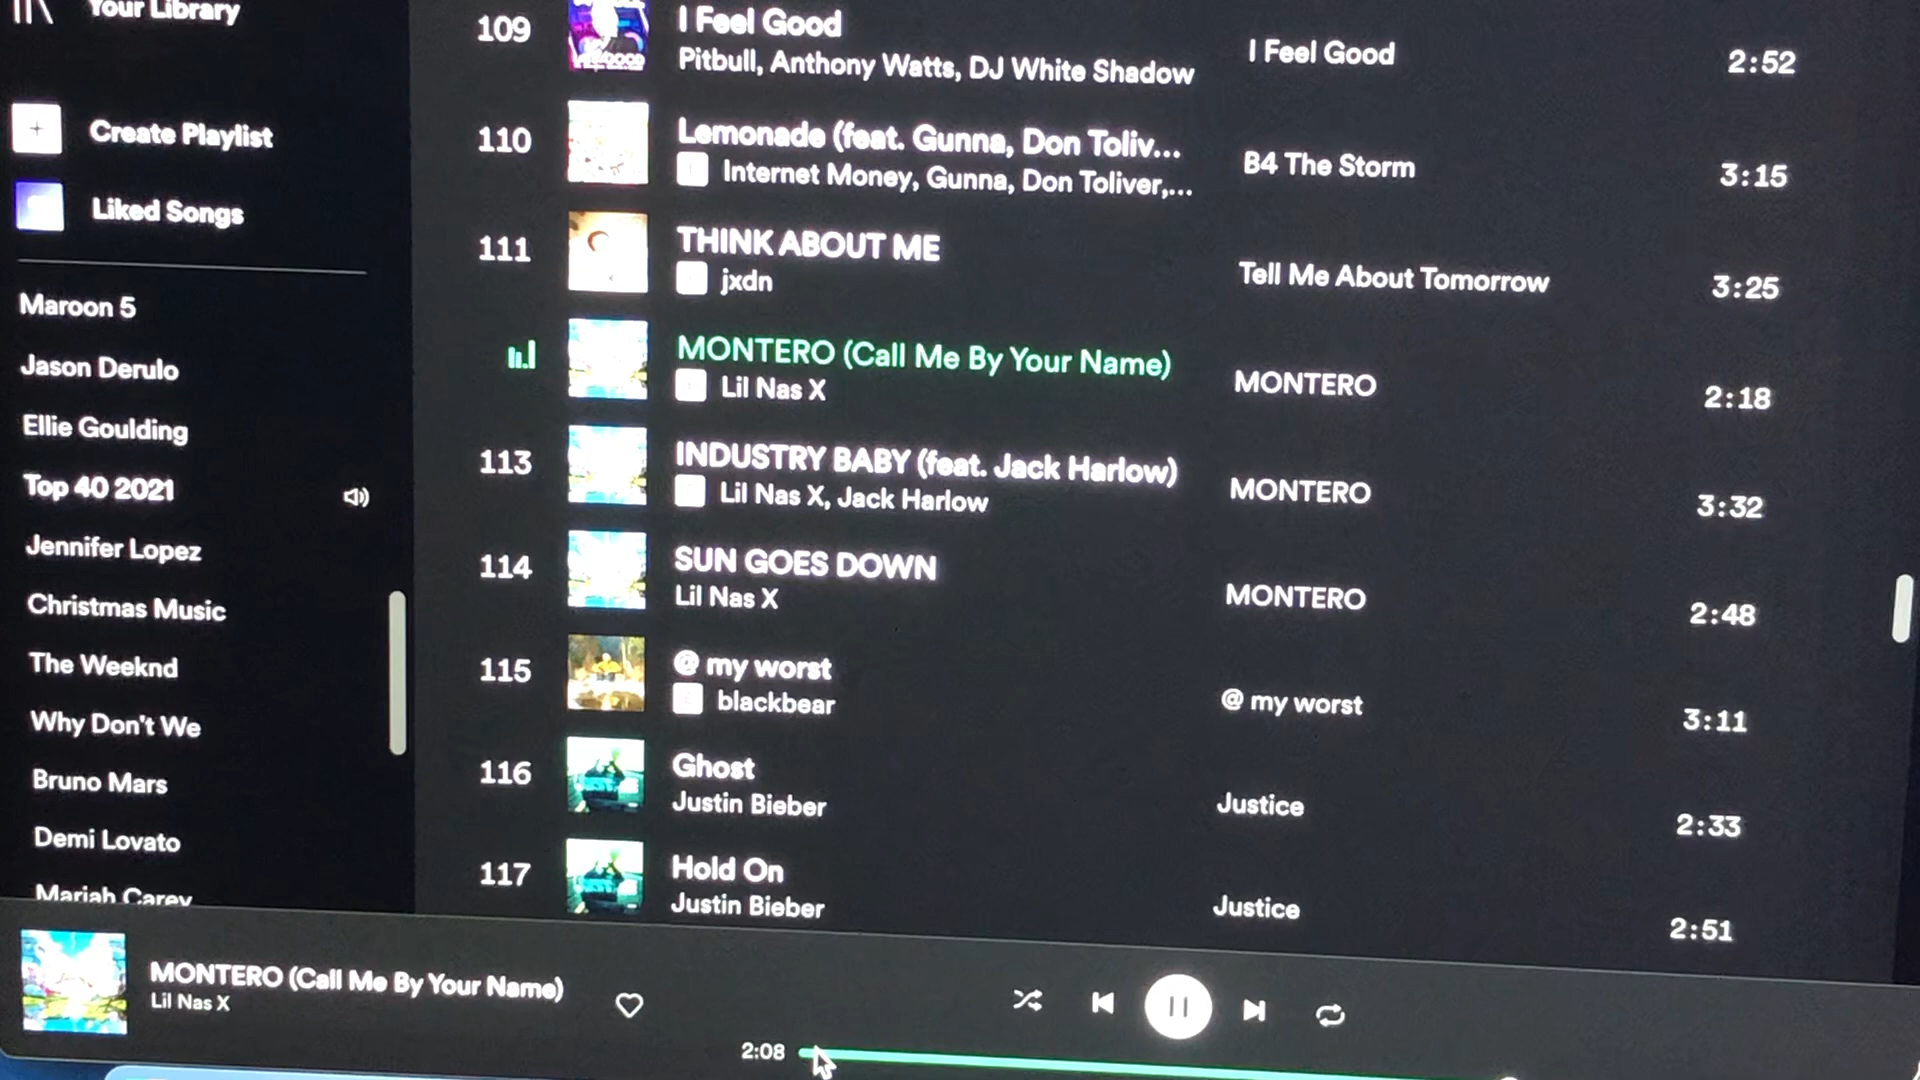 Your Library
Create Playlist
Liked Songs
Maroon 5
Jason Derulo
Ellie Goulding
Top 40 2021
Jennifer Lopez
Christmas Music
The Weeknd
Why Don't We
Bruno Mars
Demi Lovato
Mariah Carey
109 I Feel Good I Feel Good 2:52
Pitbull, Anthony Watts, DJ White Shadow
110 Lemonade (feat. Gunna, Don Toliv... B4 The Storm 3:15
Internet Money, Gunna, Don Toliver,...
111 THINK ABOUT ME Tell Me About Tomorrow 3:25
jxdn
MONTERO (Call Me By Your Name) MONTERO 2:18
Lil Nas X
113 INDUSTRY BABY (feat. Jack Harlow) MONTERO 3:32
Lil Nas X, Jack Harlow
114 SUN GOES DOWN MONTERO 2:48
Lil Nas X
115 @ my worst @ my worst 3:11
blackbear
116 Ghost Justice 2:33
Justin Bieber
117 Hold On Justice 2:51
Justin Bieber
MONTERO (Call Me By Your Name)
Lil Nas X
2:08